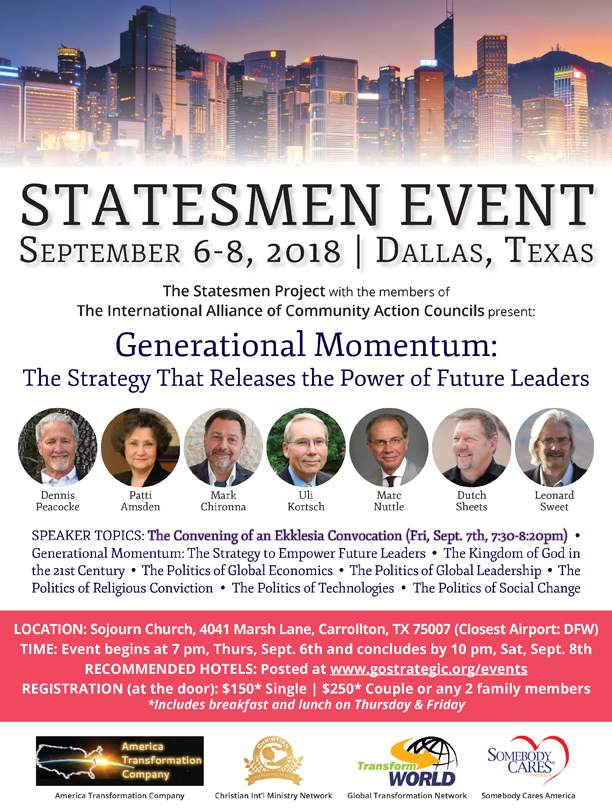 STATESMEN EVENT
September 6-8, 2018 | Dallas, Texas
The Statesmen Project with the members of
The International Alliance of Community Action Councils present:
Generational Momentum:
The Strategy That Releases the Power of Future Leaders
Dennis Peacocke
Patti Amsden
Mark Chironna
Uli Kortsch
Marc Nuttle
Dutch Sheets
Leonard Sweet
SPEAKER TOPICS: The Convening of an Ekklesia Convocation (Fri, Sept. 7th, 7:30-8:20pm) •
Generational Momentum: The Strategy to Empower Future Leaders • The Kingdom of God in
the 21st Century • The Politics of Global Economics • The Politics of Global Leadership • The
Politics of Religious Conviction • The Politics of Technologies • The Politics of Social Change
LOCATION: Sojourn Church, 4041 Marsh Lane, Carrollton, TX 75007 (Closest Airport: DFW)
TIME: Event begins at 7 pm, Thurs, Sept. 6th and concludes by 10 pm, Sat, Sept. 8th
RECOMMENDED HOTELS: Posted at www.gostrategic.org/events
REGISTRATION (at the door): $150* Single | $250* Couple or any 2 family members
*Includes breakfast and lunch on Thursday & Friday
America
Transformation
Company
America Transformation Company
CHRISTIAN
Christian Int'l Ministry Network
Transform
WORLD
Global Transformation Network
SOMEBODY
CARES
AMERICA
Somebody Cares America